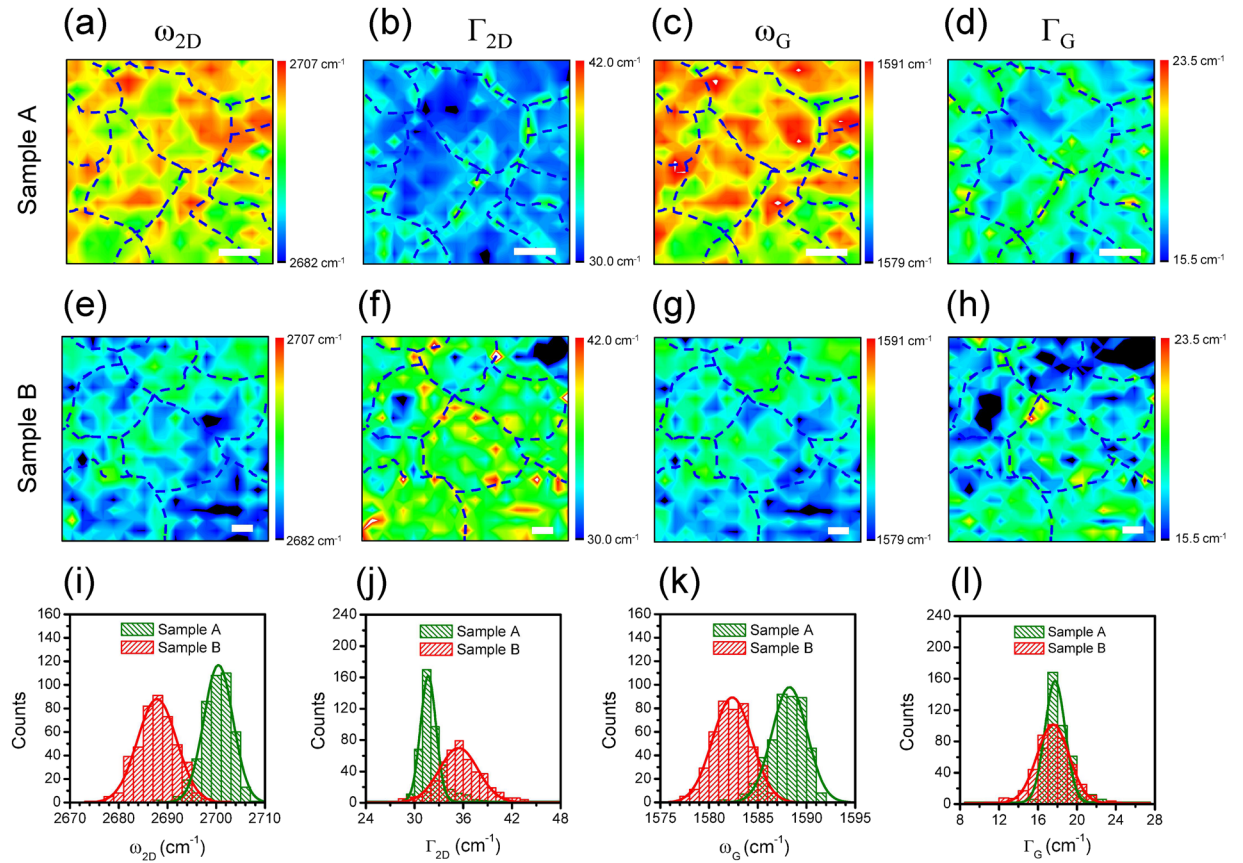 (a) ω2D (b) Γ2D (c) ωG (d) ΓG
Sample A
2707 cm-1
2682 cm-1
42.0 cm-1
30.0 cm-1
1591 cm-1
1579 cm-1
23.5 cm-1
15.5 cm-1
(e) (f) (g) (h)
Sample B
2707 cm-1
2682 cm-1
42.0 cm-1
30.0 cm-1
1591 cm-1
1579 cm-1
23.5 cm-1
15.5 cm-1
(i)
160
140
120
100
80
60
40
20
0
Counts
Sample A
Sample B
2670 2680 2690 2700 2710
ω2D (cm-1)
(j)
240
200
160
120
80
40
0
Counts
Sample A
Sample B
24 30 36 42 48
Γ2D (cm-1)
(k)
160
140
120
100
80
60
40
20
0
Counts
Sample A
Sample B
1575 1580 1585 1590 1595
ωG (cm-1)
(l)
240
200
160
120
80
40
0
Counts
Sample A
Sample B
8 12 16 20 24 28
ΓG (cm-1)